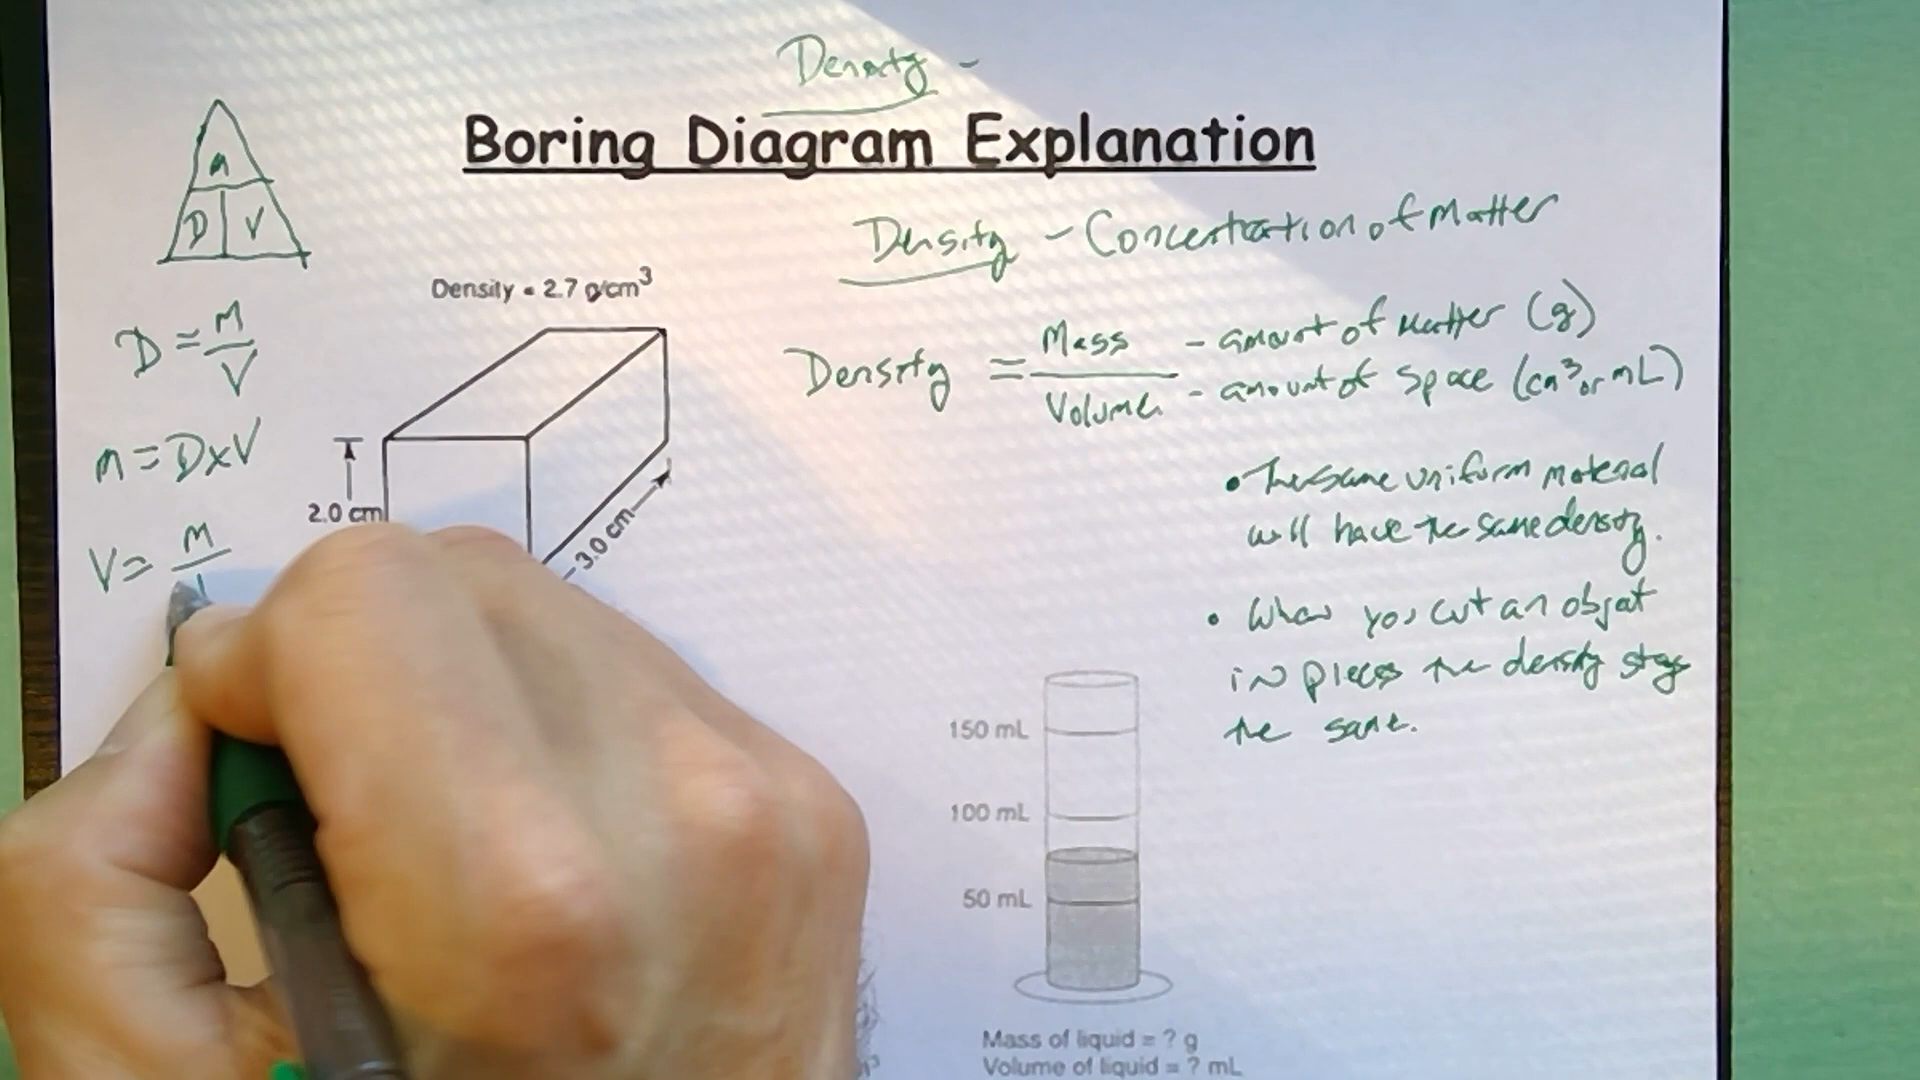 Density -
Boring Diagram Explanation
m
D V
Density - Concentration of Matter
Density = 2.7 g/cm³
D = M/V
Density = Mass - amount of matter (g)
Volume - amount of space (cm³ or mL)
m = D x V
2.0 cm
3.0 cm
V = m
• The same uniform material
will have the same density.
• When you cut an object
in pieces the density stays
the same.
150 mL
100 mL
50 mL
Mass of liquid = ? g
Volume of liquid = ? mL